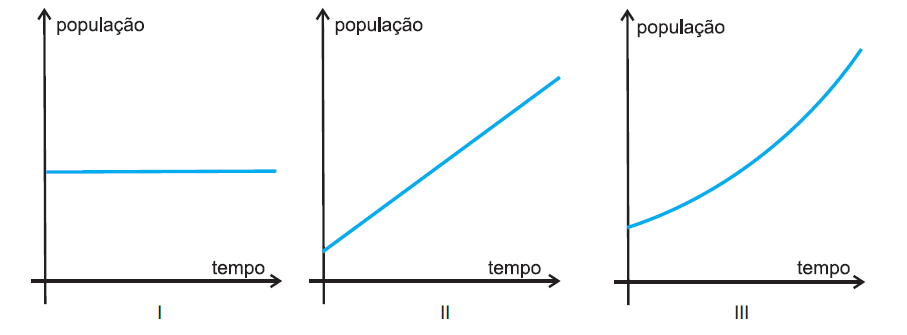 população
população
população
tempo
tempo
tempo
I
II
III